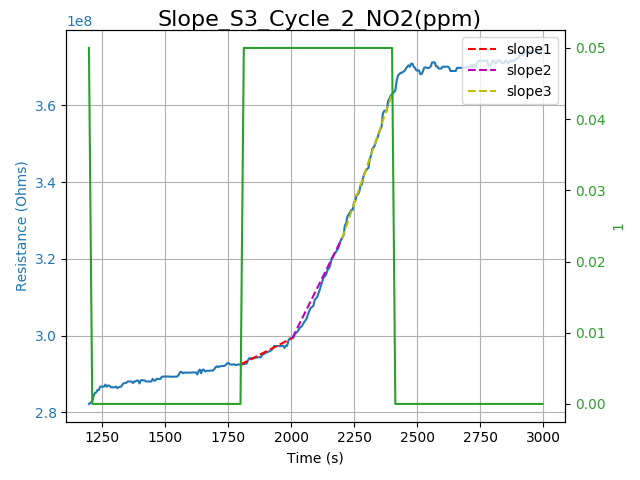 Slope_S3_Cycle_2_NO2(ppm)
1e8
slope1
slope2
slope3
3.6
3.4
3.2
3.0
2.8
Resistance (Ohms)
0.05
0.04
0.03
0.02
0.01
0.00
1
1250 1500 1750 2000 2250 2500 2750 3000
Time (s)